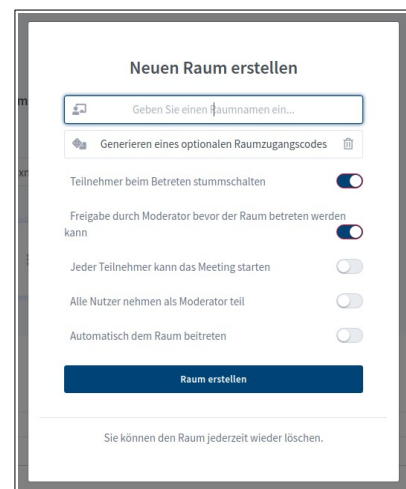 Neuen Raum erstellen
m
Geben Sie einen Raumnamen ein...
Generieren eines optionalen Raumzugangscodes
xr
Teilnehmer beim Betreten stummschalten
Freigabe durch Moderator bevor der Raum betreten werden
kann
Jeder Teilnehmer kann das Meeting starten
Alle Nutzer nehmen als Moderator teil
Automatisch dem Raum beitreten
Raum erstellen
Sie können den Raum jederzeit wieder löschen.